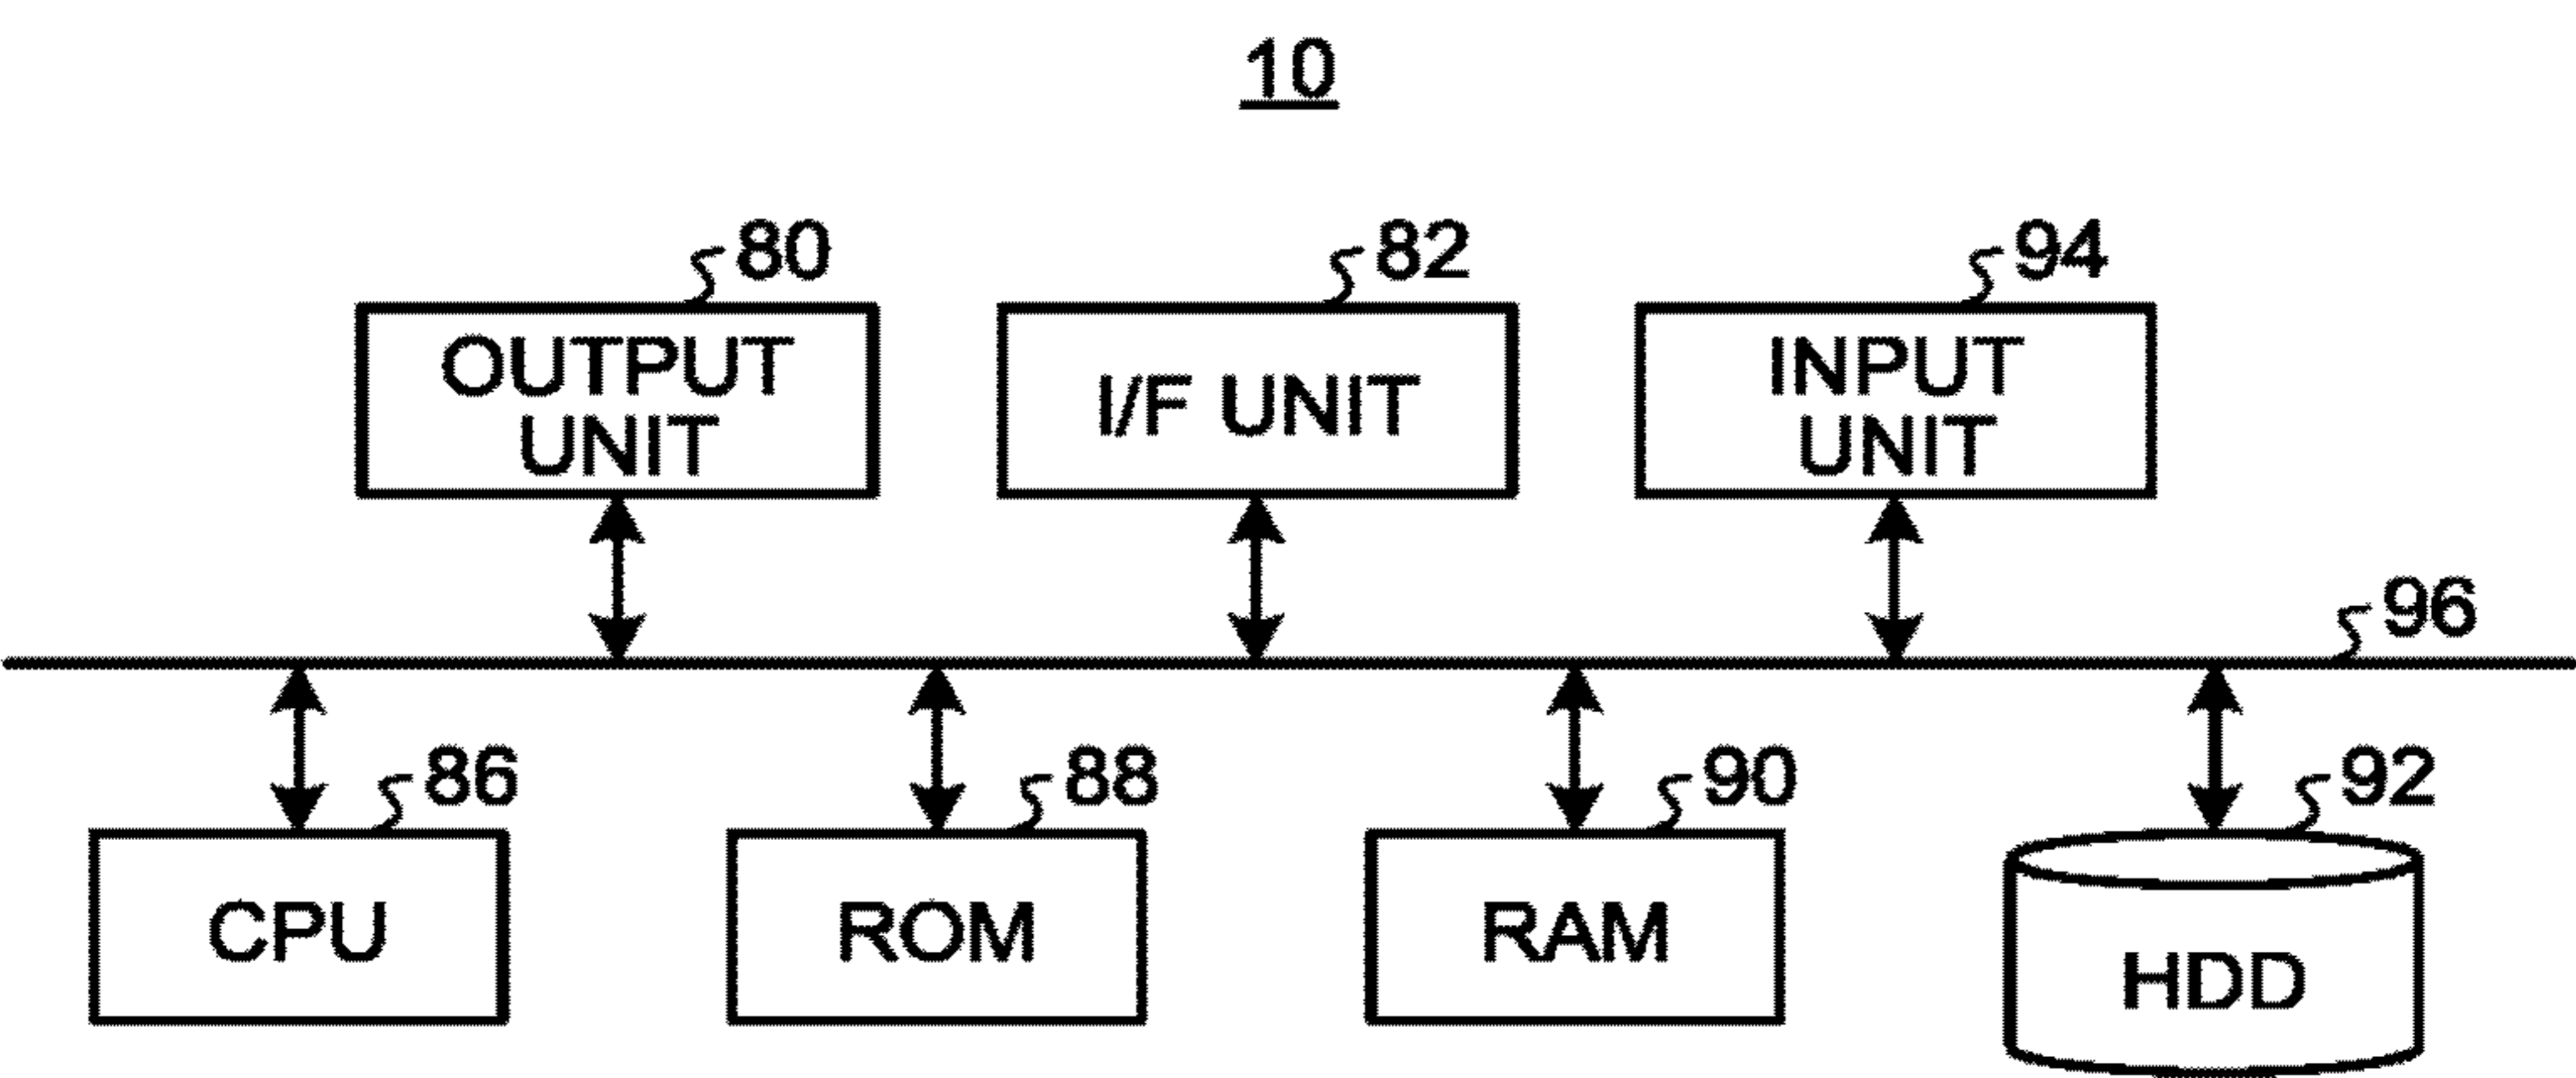 10
80
82
94
OUTPUT
UNIT
I/F UNIT
INPUT
UNIT
96
86
88
90
92
CPU
ROM
RAM
HDD